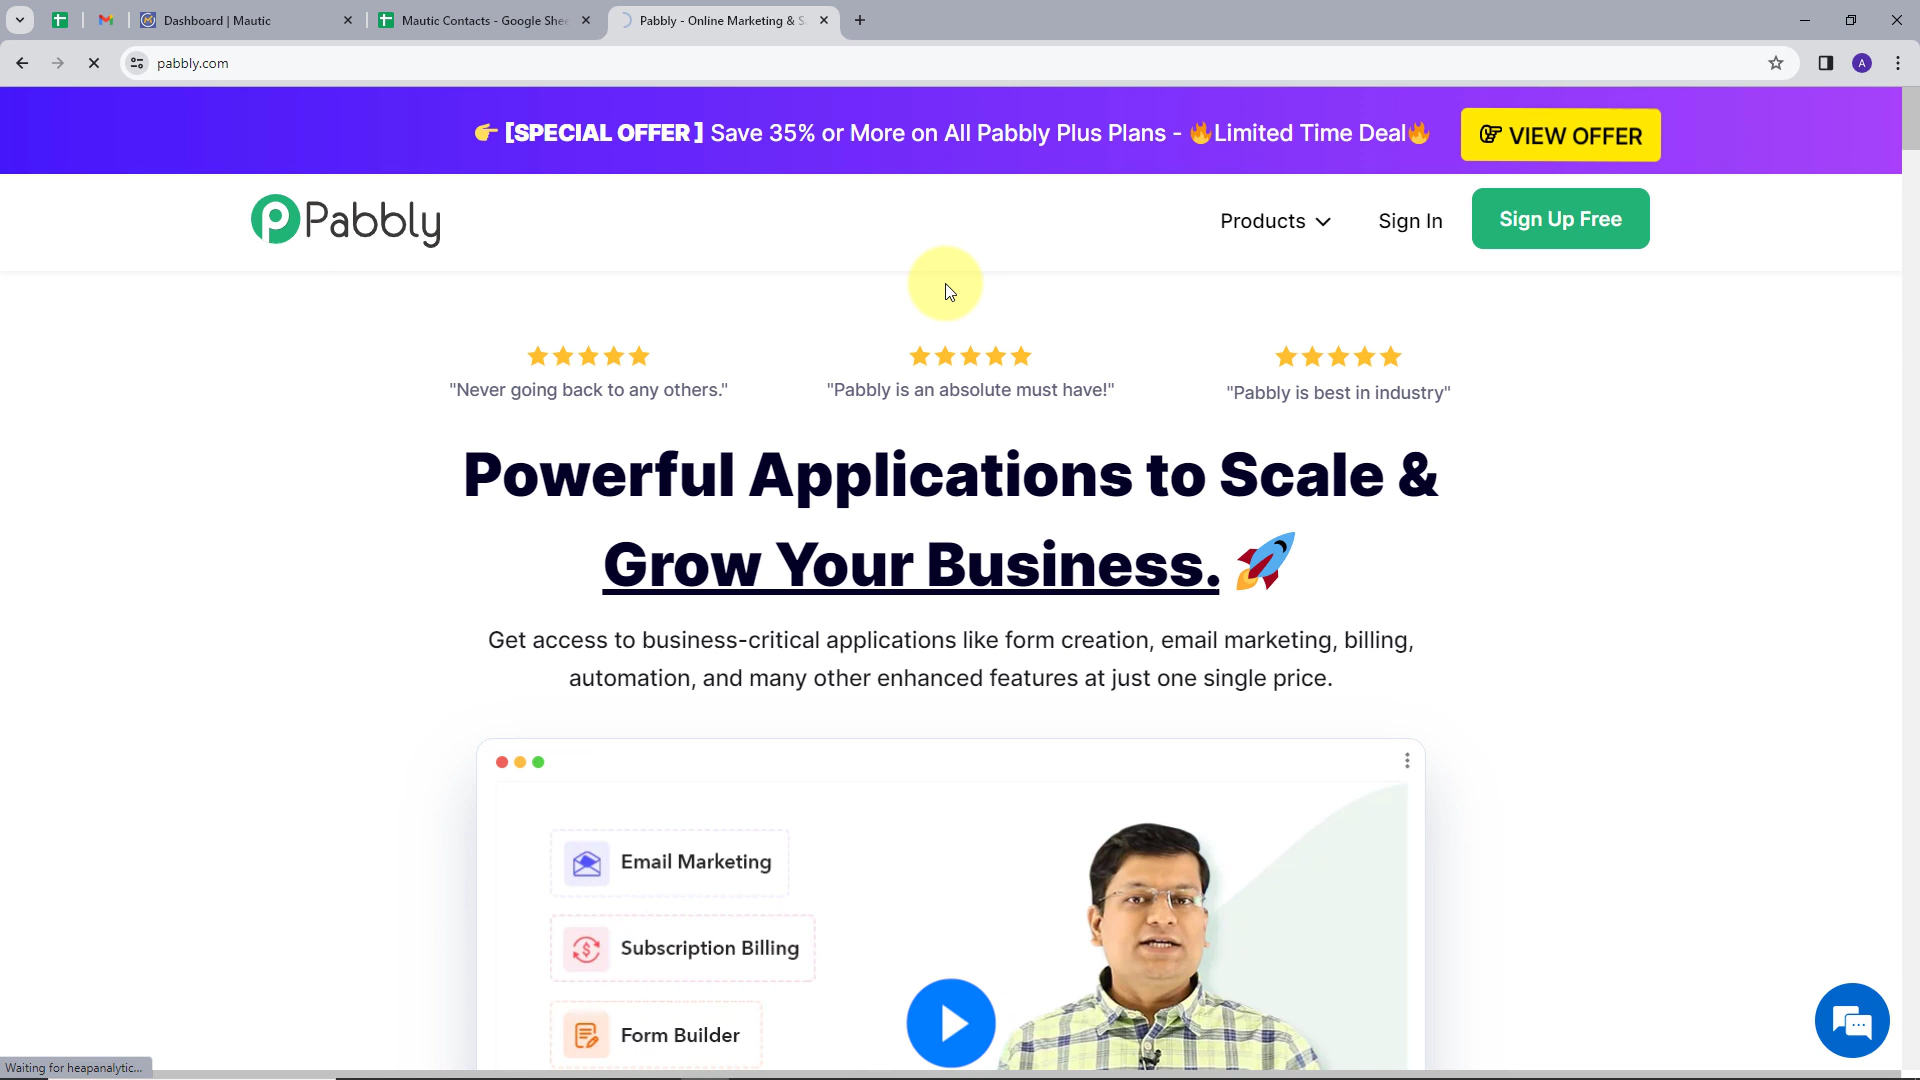 Dashboard | Mautic
Mautic Contacts - Google Shee
Pabbly - Online Marketing & S
pabbly.com
A
👉 [SPECIAL OFFER ] Save 35% or More on All Pabbly Plus Plans - 🔥Limited Time Deal🔥
VIEW OFFER
Pabbly
Products
Sign In
Sign Up Free
"Never going back to any others."
"Pabbly is an absolute must have!"
"Pabbly is best in industry"
Powerful Applications to Scale &
Grow Your Business. 🚀
Get access to business-critical applications like form creation, email marketing, billing,
automation, and many other enhanced features at just one single price.
Email Marketing
Subscription Billing
Form Builder
Waiting for heapanalytic...